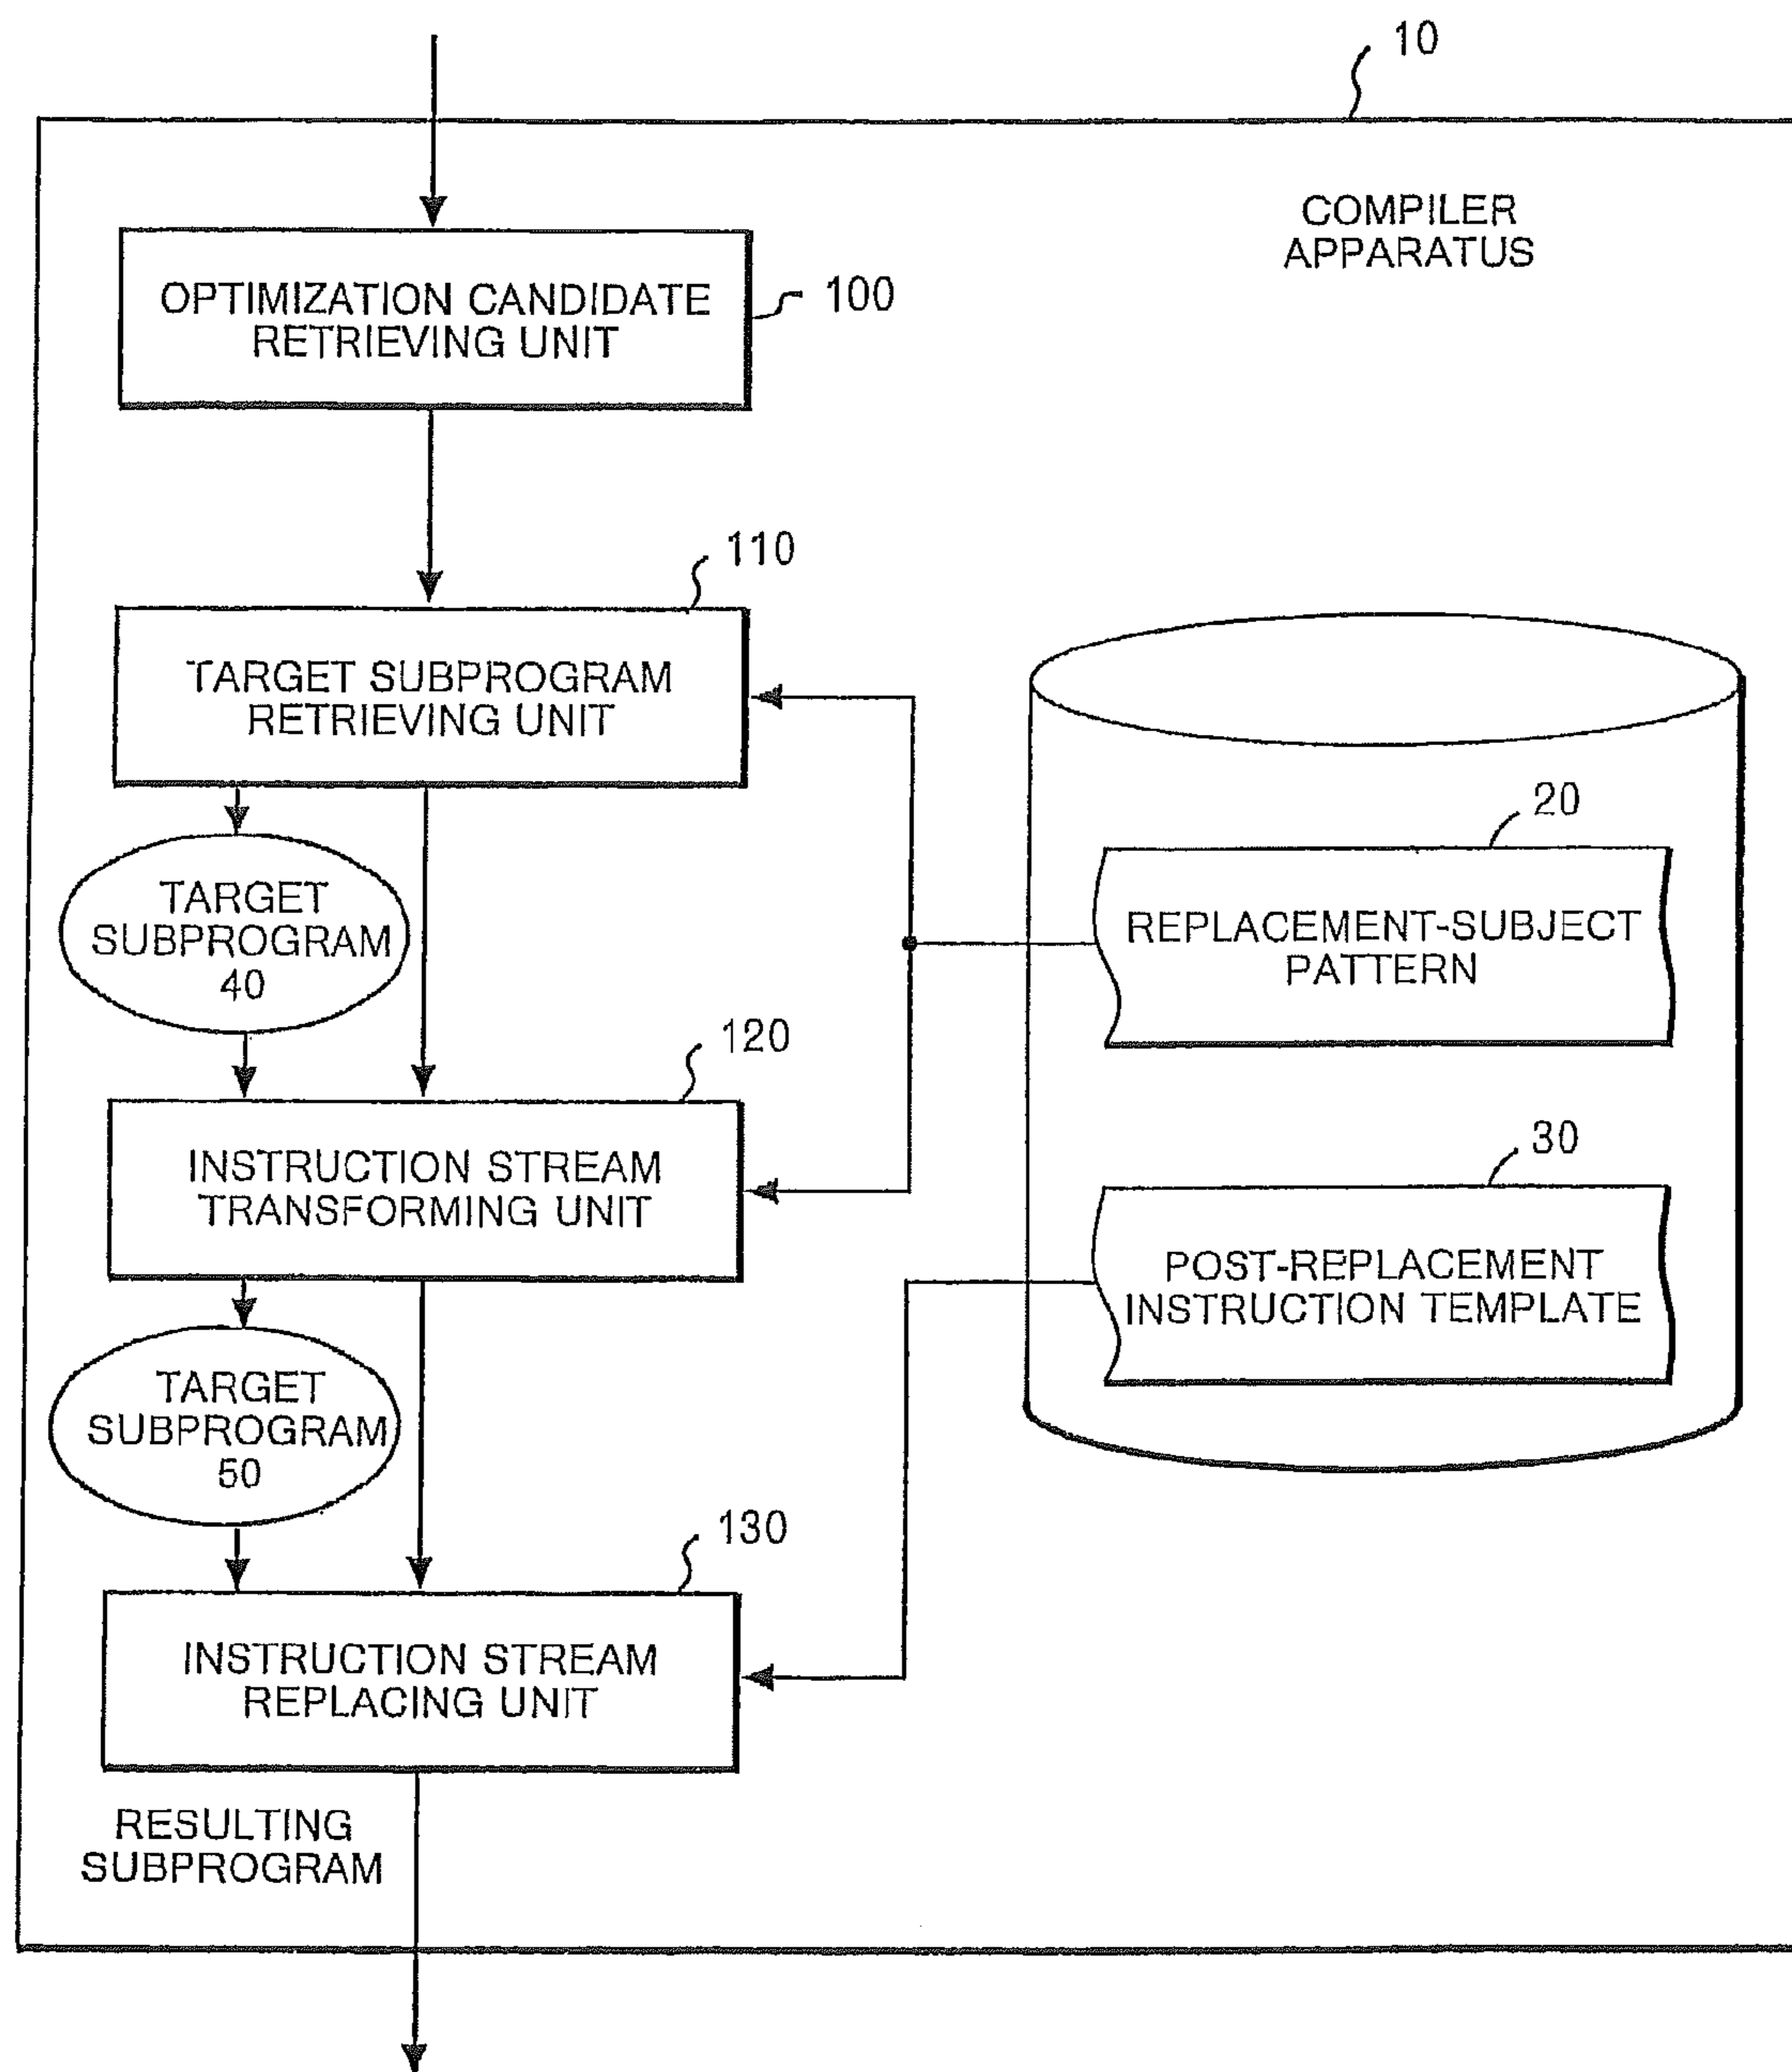 10
COMPILER
APPARATUS
OPTIMIZATION CANDIDATE
RETRIEVING UNIT
100
110
TARGET SUBPROGRAM
RETRIEVING UNIT
20
TARGET
SUBPROGRAM
40
REPLACEMENT-SUBJECT
PATTERN
120
INSTRUCTION STREAM
TRANSFORMING UNIT
30
POST-REPLACEMENT
INSTRUCTION TEMPLATE
TARGET
SUBPROGRAM
50
130
INSTRUCTION STREAM
REPLACING UNIT
RESULTING
SUBPROGRAM